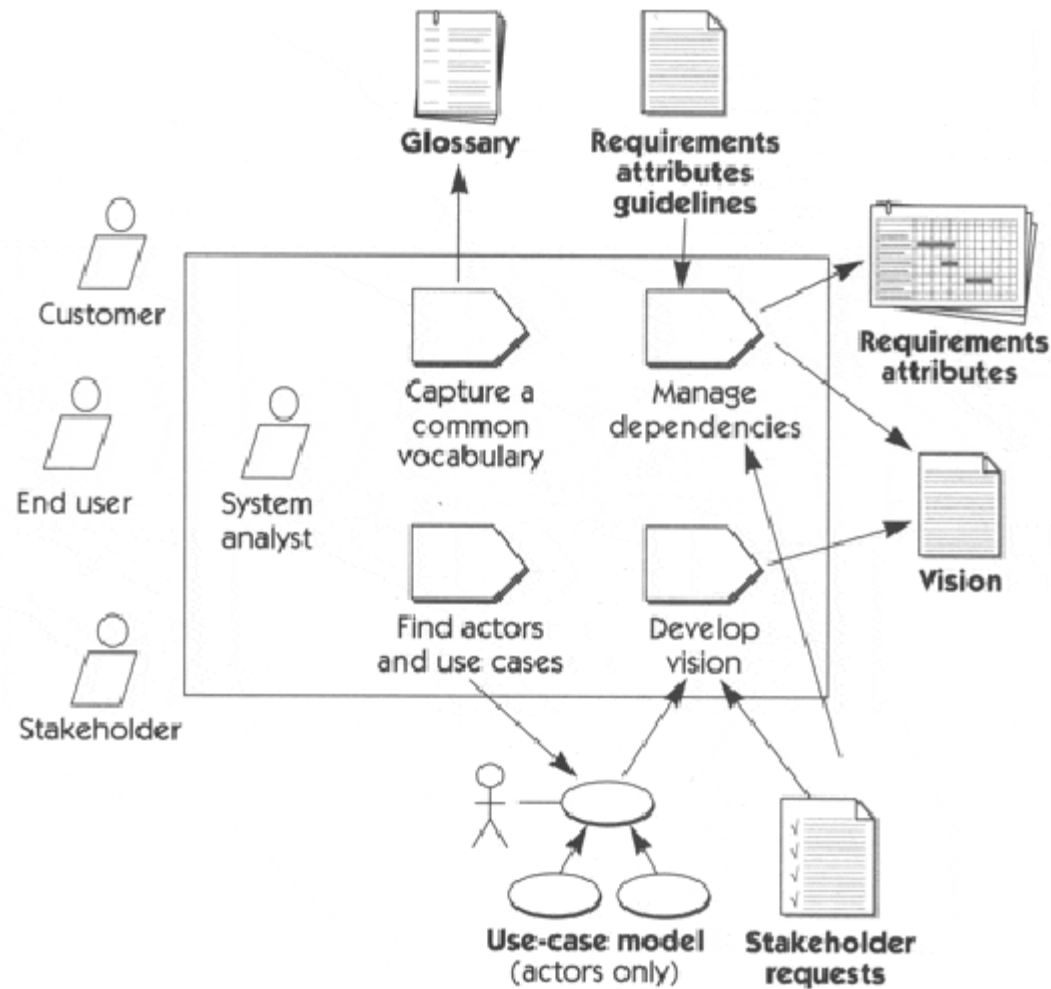 Glossary
Requirements
attributes
guidelines
Customer
Requirements
attributes
Capture a
common
vocabulary
Manage
dependencies
End user
System
analyst
Vision
Find actors
and use cases
Develop
vision
Stakeholder
Use-case model
(actors only)
Stakeholder
requests